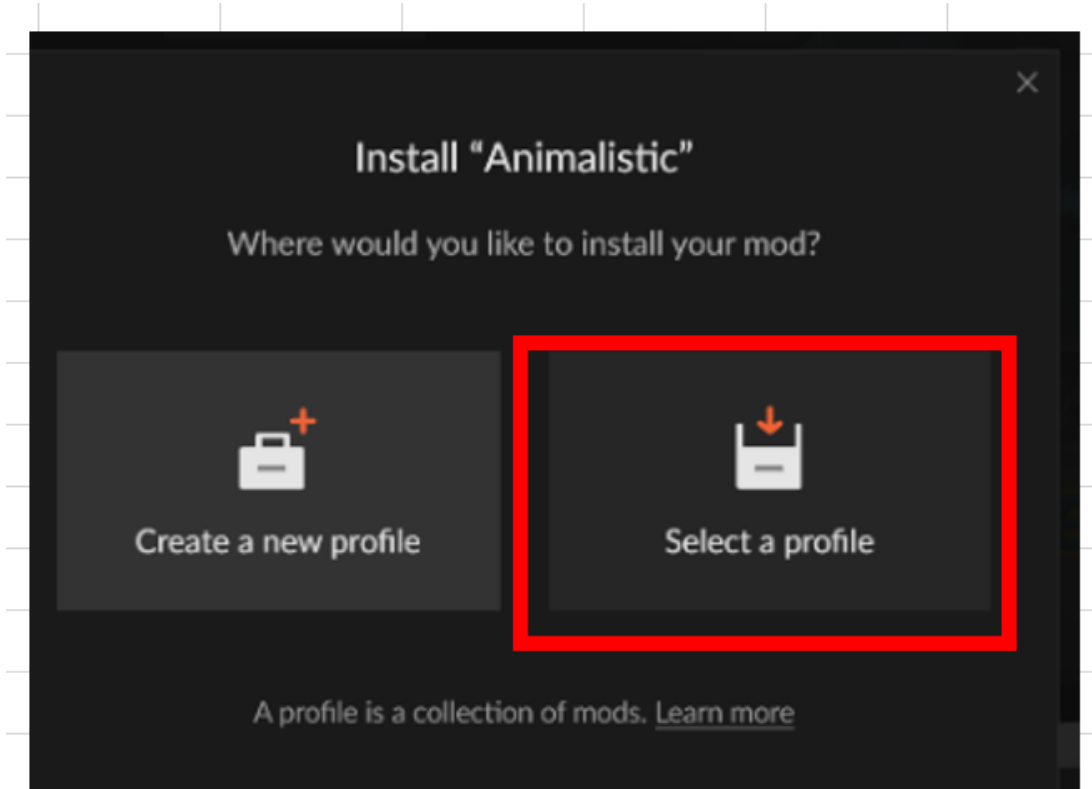 Install “Animalistic”
Where would you like to install your mod?
Create a new profile
Select a profile
A profile is a collection of mods. Learn more